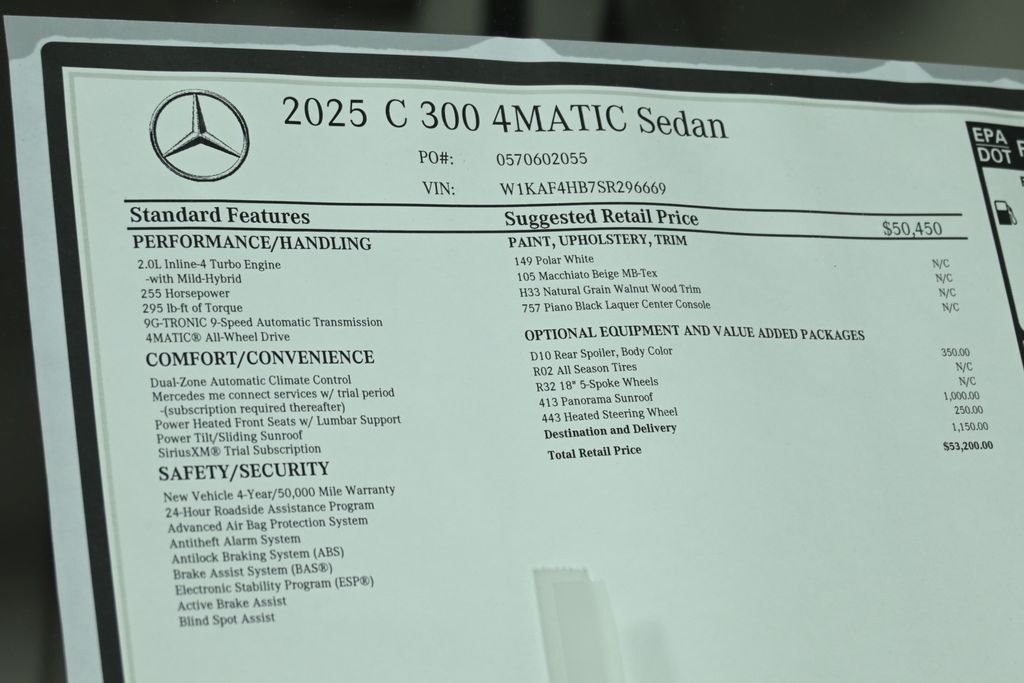 2025 C 300 4MATIC Sedan
PO#: 0570602055
VIN: W1KAF4HB7SR296669
Standard Features
PERFORMANCE/HANDLING
2.0L Inline-4 Turbo Engine
-with Mild-Hybrid
255 Horsepower
295 lb-ft of Torque
9G-TRONIC 9-Speed Automatic Transmission
4MATIC® All-Wheel Drive
COMFORT/CONVENIENCE
Dual-Zone Automatic Climate Control
Mercedes me connect services w/ trial period
-(subscription required thereafter)
Power Heated Front Seats w/ Lumbar Support
Power Tilt/Sliding Sunroof
SiriusXM® Trial Subscription
SAFETY/SECURITY
New Vehicle 4-Year/50,000 Mile Warranty
24-Hour Roadside Assistance Program
Advanced Air Bag Protection System
Antitheft Alarm System
Antilock Braking System (ABS)
Brake Assist System (BAS®)
Electronic Stability Program (ESP®)
Active Brake Assist
Blind Spot Assist
Suggested Retail Price $50,450
PAINT, UPHOLSTERY, TRIM
149 Polar White N/C
105 Macchiato Beige MB-Tex N/C
H33 Natural Grain Walnut Wood Trim N/C
757 Piano Black Laquer Center Console N/C
OPTIONAL EQUIPMENT AND VALUE ADDED PACKAGES
D10 Rear Spoiler, Body Color 350.00
R02 All Season Tires N/C
R32 18" 5-Spoke Wheels N/C
413 Panorama Sunroof 1,000.00
443 Heated Steering Wheel 250.00
Destination and Delivery 1,150.00
Total Retail Price $53,200.00
EPA
DOT